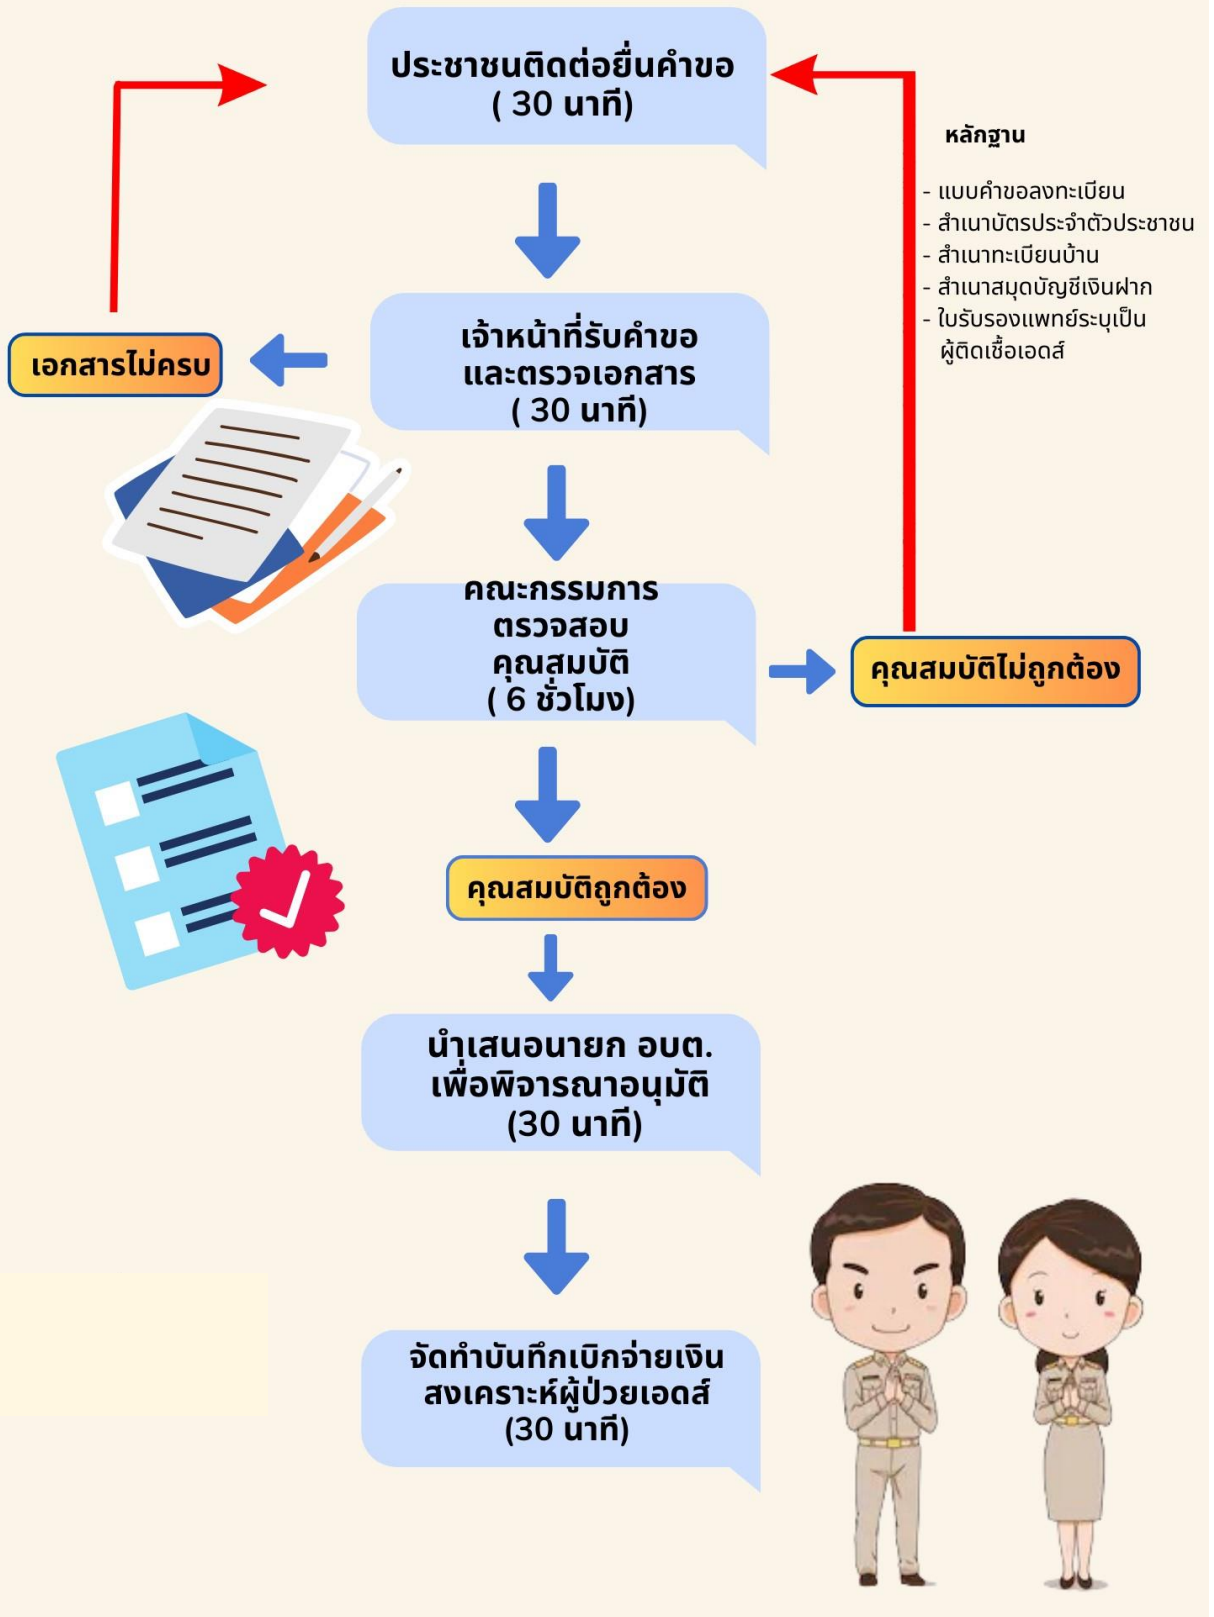 ประชาชนติดต่อยื่นคำขอ
( 30 นาที)
หลักฐาน
- แบบคำขอลงทะเบียน
- สำเนาบัตรประจำตัวประชาชน
- สำเนาทะเบียนบ้าน
- สำเนาสมุดบัญชีเงินฝาก
- ใบรับรองแพทย์ระบุเป็น
ผู้ติดเชื้อเอดส์
เจ้าหน้าที่รับคำขอ
และตรวจเอกสาร
( 30 นาที)
เอกสารไม่ครบ
คณะกรรมการ
ตรวจสอบ
คุณสมบัติ
( 6 ชั่วโมง)
คุณสมบัติไม่ถูกต้อง
คุณสมบัติถูกต้อง
นำเสนอนายก อบต.
เพื่อพิจารณาอนุมัติ
(30 นาที)
จัดทำบันทึกเบิกจ่ายเงิน
สงเคราะห์ผู้ป่วยเอดส์
(30 นาที)